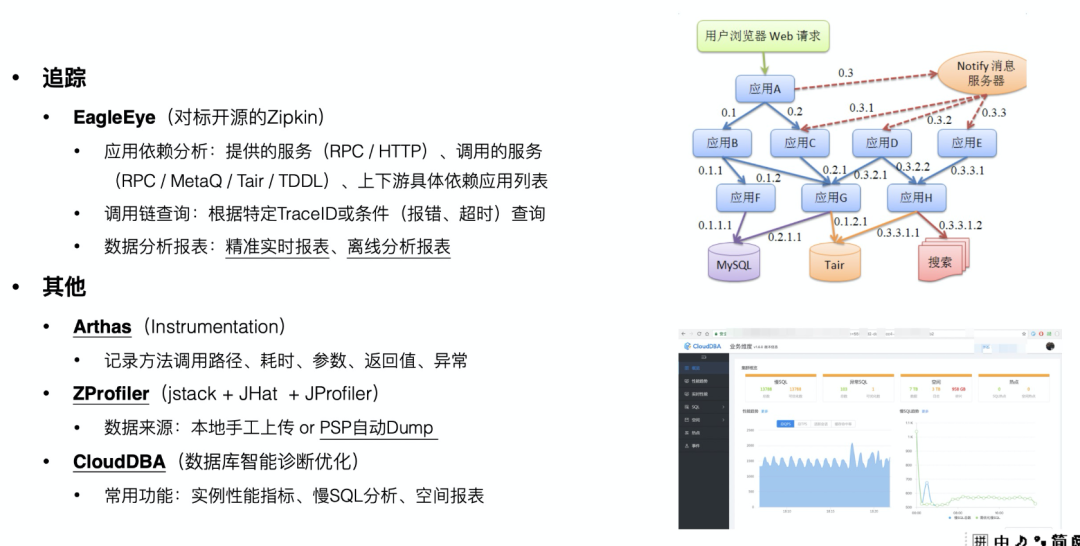 追踪
EagleEye（对标开源的Zipkin）
应用依赖分析：提供的服务（RPC / HTTP）、调用的服务
（RPC / MetaQ / Tair / TDDL）、上下游具体依赖应用列表
调用链查询：根据特定TraceID或条件（报错、超时）查询
数据分析报表：精准实时报表、离线分析报表
其他
Arthas（Instrumentation）
记录方法调用路径、耗时、参数、返回值、异常
ZProfiler（jstack + JHat + JProfiler）
数据来源：本地手工上传 or PSP自动Dump
CloudDBA（数据库智能诊断优化）
常用功能：实例性能指标、慢SQL分析、空间报表
用户浏览器 Web 请求
Notify 消息
服务器
0.3
应用A
0.1
0.2
0.3.1
0.3.2
0.3.3
应用B
应用C
应用D
应用E
0.1.1
0.1.2
0.2.1
0.3.2.1
0.3.2.2
0.3.3.1
应用F
应用G
应用H
0.1.1.1
0.2.1.1
0.1.2.1
0.3.3.1.1
0.3.3.1.2
MySQL
Tair
搜索
CloudDBA
业务维度
慢SQL
异常SQL
空间
热点
拼 中 简